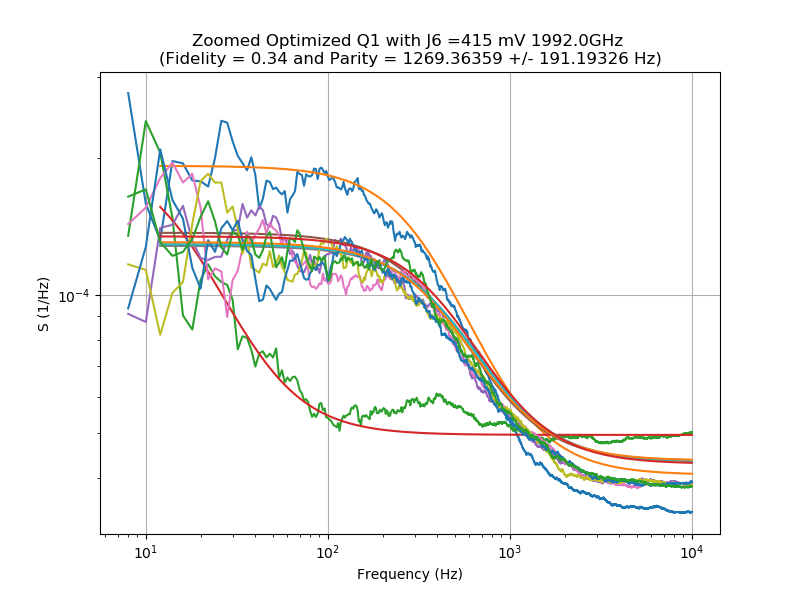 Zoomed Optimized Q1 with J6 =415 mV 1992.0GHz
(Fidelity = 0.34 and Parity = 1269.36359 +/- 191.19326 Hz)
S (1/Hz)
10⁻⁴
10¹ 10² 10³ 10⁴
Frequency (Hz)